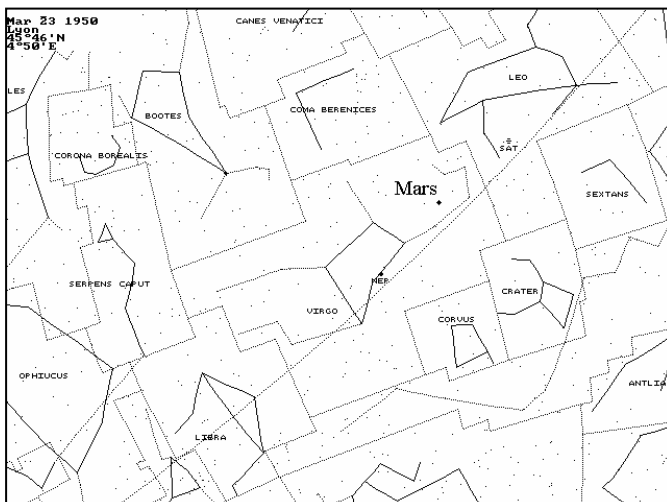 Mar 23 1950
Lyon
45°46'N
4°50'E
CANES VENATICI
LES
BOOTES
COMA BERENICES
LEO
SAT
CORONA BOREALIS
Mars
SEXTANS
SERPENS CAPUT
NEP
VIRGO
CRATER
CORVUS
OPHIUCUS
ANTLIA
LIBRA